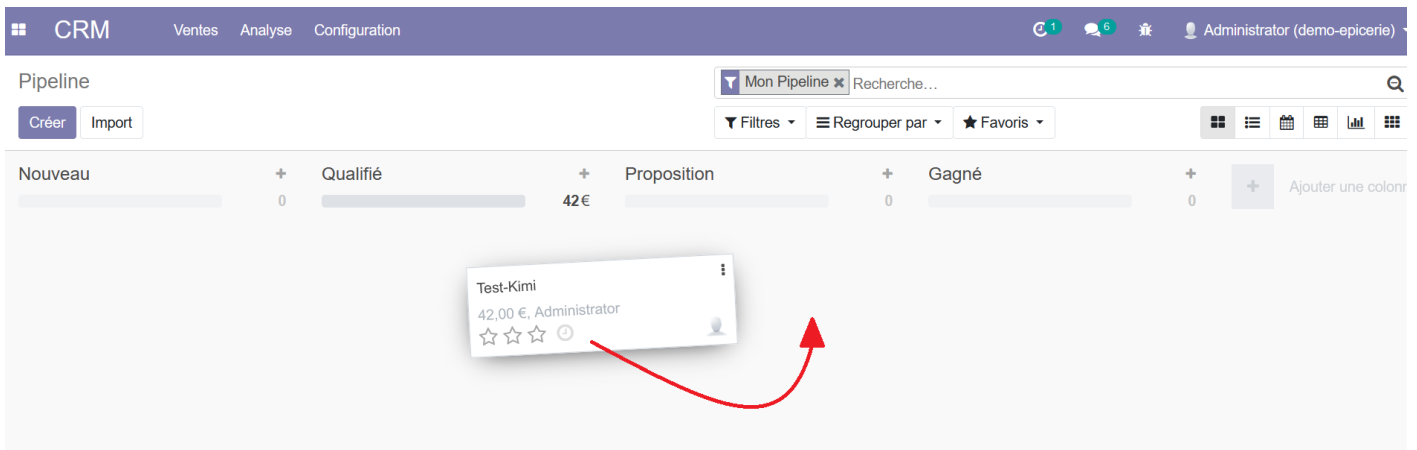 CRM Ventes Analyse Configuration 1 6 Administrator (demo-epicerie)
Pipeline Mon Pipeline Recherche...
Créer Import Filtres Regrouper par Favoris
Nouveau + Qualifié + Proposition + Gagné + + Ajouter une colonr
0 42 € 0 0
Test-Kimi
42,00 €, Administrator